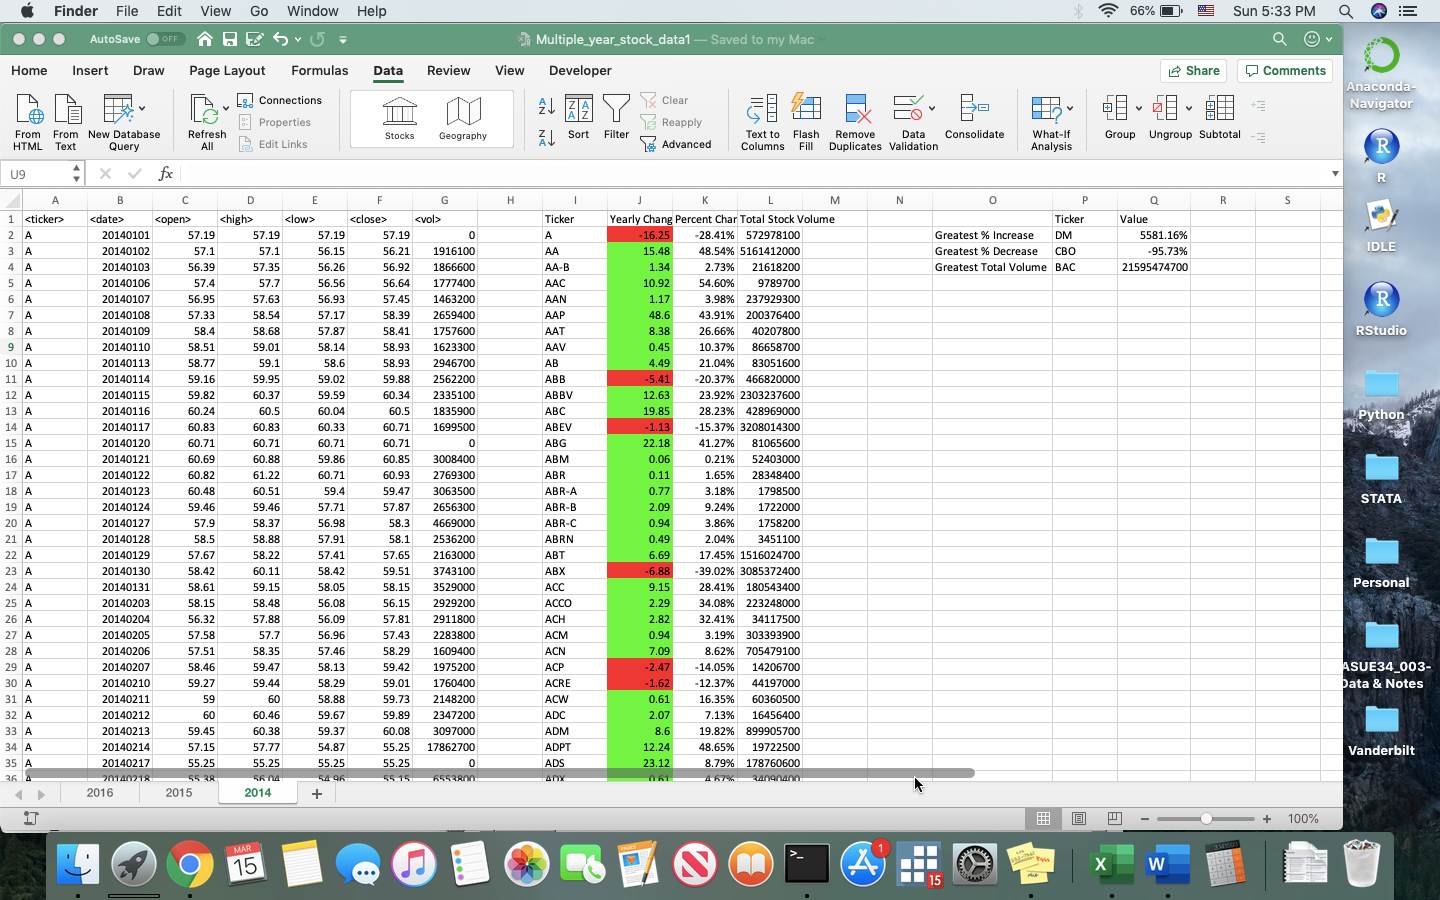 Finder File Edit View Go Window Help 66% Sun 5:33 PM
AutoSave OFF Multiple_year_stock_data1 — Saved to my Mac
Home Insert Draw Page Layout Formulas Data Review View Developer Share Comments
From HTML From Text New Database Query Refresh All Connections Properties Edit Links Stocks Geography Sort Filter Clear Reapply Advanced Text to Columns Flash Fill Remove Duplicates Data Validation Consolidate What-If Analysis Group Ungroup Subtotal
U9 fx
A B C D E F G H I J K L M N O P Q R S
1 <ticker> <date> <open> <high> <low> <close> <vol> Ticker Yearly Chang Percent Char Total Stock Volume Ticker Value
2 A 20140101 57.19 57.19 57.19 57.19 0 A -16.25 -28.41% 572978100 Greatest % Increase DM 5581.16%
3 A 20140102 57.1 57.1 56.15 56.21 1916100 AA 15.48 48.54% 5161412000 Greatest % Decrease CBO -95.73%
4 A 20140103 56.39 57.35 56.26 56.92 1866600 AA-B 1.34 2.73% 21618200 Greatest Total Volume BAC 21595474700
5 A 20140106 57.4 57.7 56.56 56.64 1777400 AAC 10.92 54.60% 9789700
6 A 20140107 56.95 57.63 56.93 57.45 1463200 AAN 1.17 3.98% 237929300
7 A 20140108 57.33 58.54 57.17 58.39 2659400 AAP 48.6 43.91% 200376400
8 A 20140109 58.4 58.68 57.87 58.41 1757600 AAT 8.38 26.66% 40207800
9 A 20140110 58.51 59.01 58.14 58.93 1623300 AAV 0.45 10.37% 86658700
10 A 20140113 58.77 59.1 58.6 58.93 2946700 AB 4.49 21.04% 83051600
11 A 20140114 59.16 59.95 59.02 59.88 2562200 ABB -5.41 -20.37% 466820000
12 A 20140115 59.82 60.37 59.59 60.34 2335100 ABBV 12.63 23.92% 2303237600
13 A 20140116 60.24 60.5 60.04 60.5 1835900 ABC 19.85 28.23% 428969000
14 A 20140117 60.83 60.83 60.33 60.71 1699500 ABEV -1.13 -15.37% 3208014300
15 A 20140120 60.71 60.71 60.71 60.71 0 ABG 22.18 41.27% 81065600
16 A 20140121 60.69 60.88 59.86 60.85 3008400 ABM 0.06 0.21% 52403000
17 A 20140122 60.82 61.22 60.71 60.93 2769300 ABR 0.11 1.65% 28348400
18 A 20140123 60.48 60.51 59.4 59.47 3063500 ABR-A 0.77 3.18% 1798500
19 A 20140124 59.46 59.46 57.71 57.87 2656300 ABR-B 2.09 9.24% 1722000
20 A 20140127 57.9 58.37 56.98 58.3 4669000 ABR-C 0.94 3.86% 1758200
21 A 20140128 58.5 58.88 57.91 58.1 2536200 ABRN 0.49 2.04% 3451100
22 A 20140129 57.67 58.22 57.41 57.65 2163000 ABT 6.69 17.45% 1516024700
23 A 20140130 58.42 60.11 58.42 59.51 3743100 ABX -6.88 -39.02% 3085372400
24 A 20140131 58.61 59.15 58.05 58.15 3529000 ACC 9.15 28.41% 180543400
25 A 20140203 58.15 58.48 56.08 56.15 2929200 ACCO 2.29 34.08% 223248000
26 A 20140204 56.32 57.88 56.09 57.81 2911800 ACH 2.82 32.41% 34117500
27 A 20140205 57.58 57.7 56.96 57.43 2283800 ACM 0.94 3.19% 303393900
28 A 20140206 57.51 58.35 57.46 58.29 1609400 ACN 7.09 8.62% 705479100
29 A 20140207 58.46 59.47 58.13 59.42 1975200 ACP -2.47 -14.05% 14206700
30 A 20140210 59.27 59.44 58.29 59.01 1760400 ACRE -1.62 -12.37% 44197000
31 A 20140211 59 60 58.88 59.73 2148200 ACW 0.61 16.35% 60360500
32 A 20140212 60 60.46 59.67 59.89 2347200 ADC 2.07 7.13% 16456400
33 A 20140213 59.45 60.38 59.37 60.08 3097000 ADM 8.6 19.82% 899905700
34 A 20140214 57.15 57.77 54.87 55.25 17862700 ADPT 12.24 48.65% 19722500
35 A 20140217 55.25 55.25 55.25 55.25 0 ADS 23.12 8.79% 178760600
36 A 20140218 55.38 56.04 54.96 55.15 6553800 ADX 0.61 4.67% 34090400
2016 2015 2014
100%
Anaconda-
Navigator
R
IDLE
RStudio
Python
STATA
Personal
ASUE34_003-
Data & Notes
Vanderbilt
MAR 15 1 15 X W